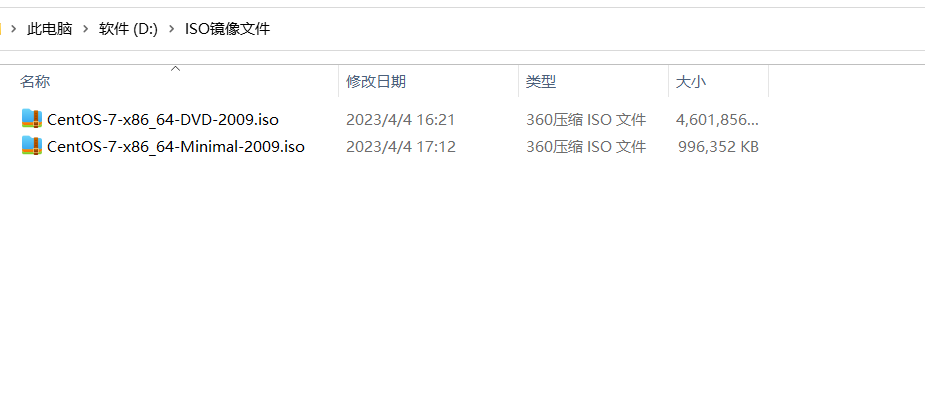 此电脑 > 软件 (D:) > ISO镜像文件
名称 修改日期 类型 大小
CentOS-7-x86_64-DVD-2009.iso 2023/4/4 16:21 360压缩 ISO 文件 4,601,856...
CentOS-7-x86_64-Minimal-2009.iso 2023/4/4 17:12 360压缩 ISO 文件 996,352 KB